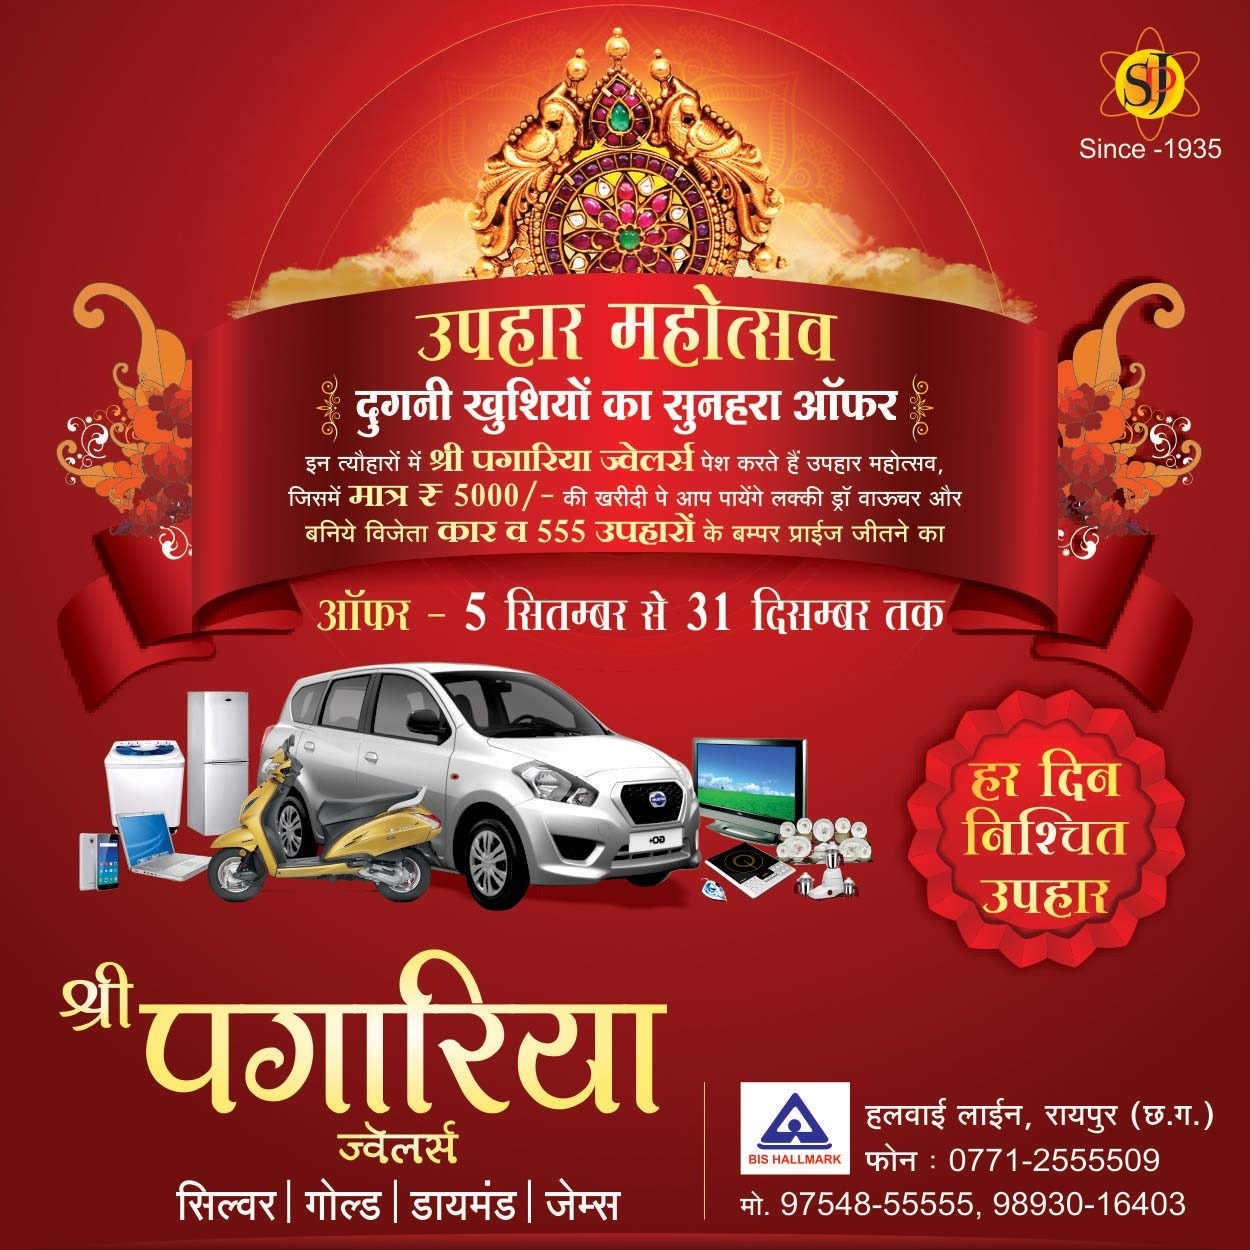 SPJ
Since -1935
उपहार महोत्सव
दुगनी खुशियों का सुनहरा ऑफर
इन त्यौहारों में श्री पगारिया ज्वेलर्स पेश करते हैं उपहार महोत्सव,
जिसमें मात्र ₹ 5000/- की खरीदी पे आप पायेंगे लक्की ड्रॉ वाऊचर और
बनिये विजेता कार व 555 उपहारों के बम्पर प्राईज जीतने का
ऑफर - 5 सितम्बर से 31 दिसम्बर तक
GO+
हर दिन
निश्चित
उपहार
श्री पगारिया
ज्वॅलर्स
सिल्वर | गोल्ड | डायमंड | जेम्स
BIS HALLMARK
हलवाई लाईन, रायपुर (छ.ग.)
फोन : 0771-2555509
मो. 97548-55555, 98930-16403